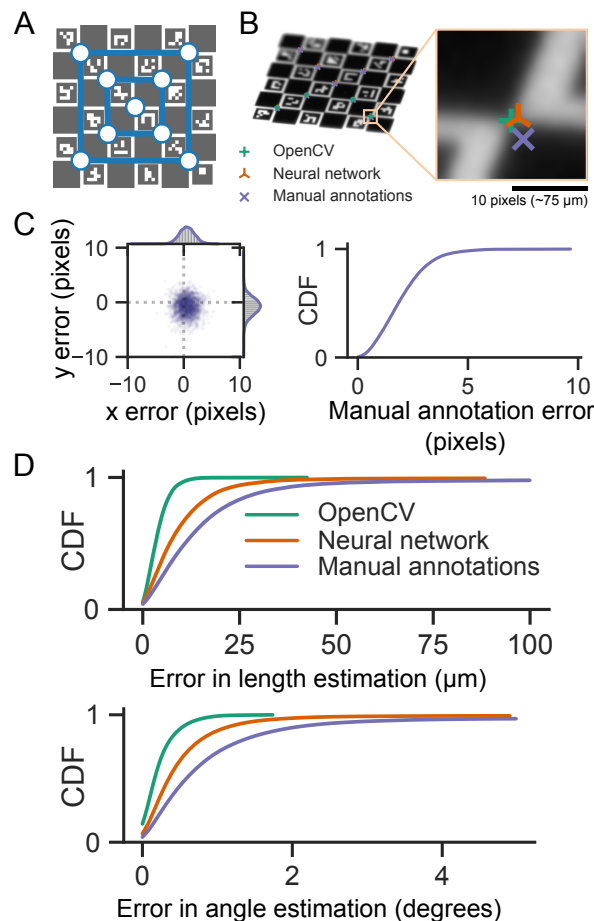 A
B
OpenCV
Neural network
Manual annotations
10 pixels (~75 µm)
C
10
0
−10
y error (pixels)
−10
0
10
x error (pixels)
1
0
CDF
0
5
10
Manual annotation error
(pixels)
D
1
0
CDF
OpenCV
Neural network
Manual annotations
0
25
50
75
100
Error in length estimation (µm)
1
0
CDF
0
2
4
Error in angle estimation (degrees)